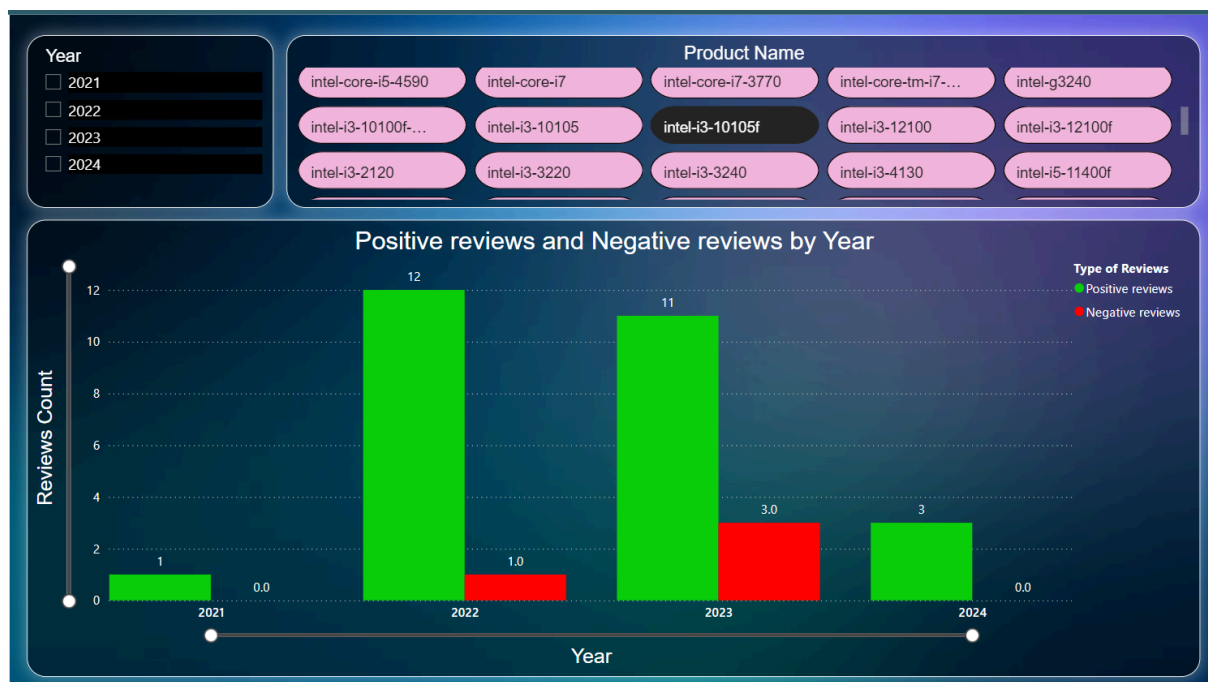 Year
2021
2022
2023
2024
Product Name
intel-core-i5-4590 intel-core-i7 intel-core-i7-3770 intel-core-tm-i7-... intel-g3240
intel-i3-10100f-... intel-i3-10105 intel-i3-10105f intel-i3-12100 intel-i3-12100f
intel-i3-2120 intel-i3-3220 intel-i3-3240 intel-i3-4130 intel-i5-11400f
Positive reviews and Negative reviews by Year
Type of Reviews
Positive reviews
Negative reviews
Reviews Count
12
10
8
6
4
2
0
1
0.0
12
1.0
11
3.0
3
0.0
2021 2022 2023 2024
Year